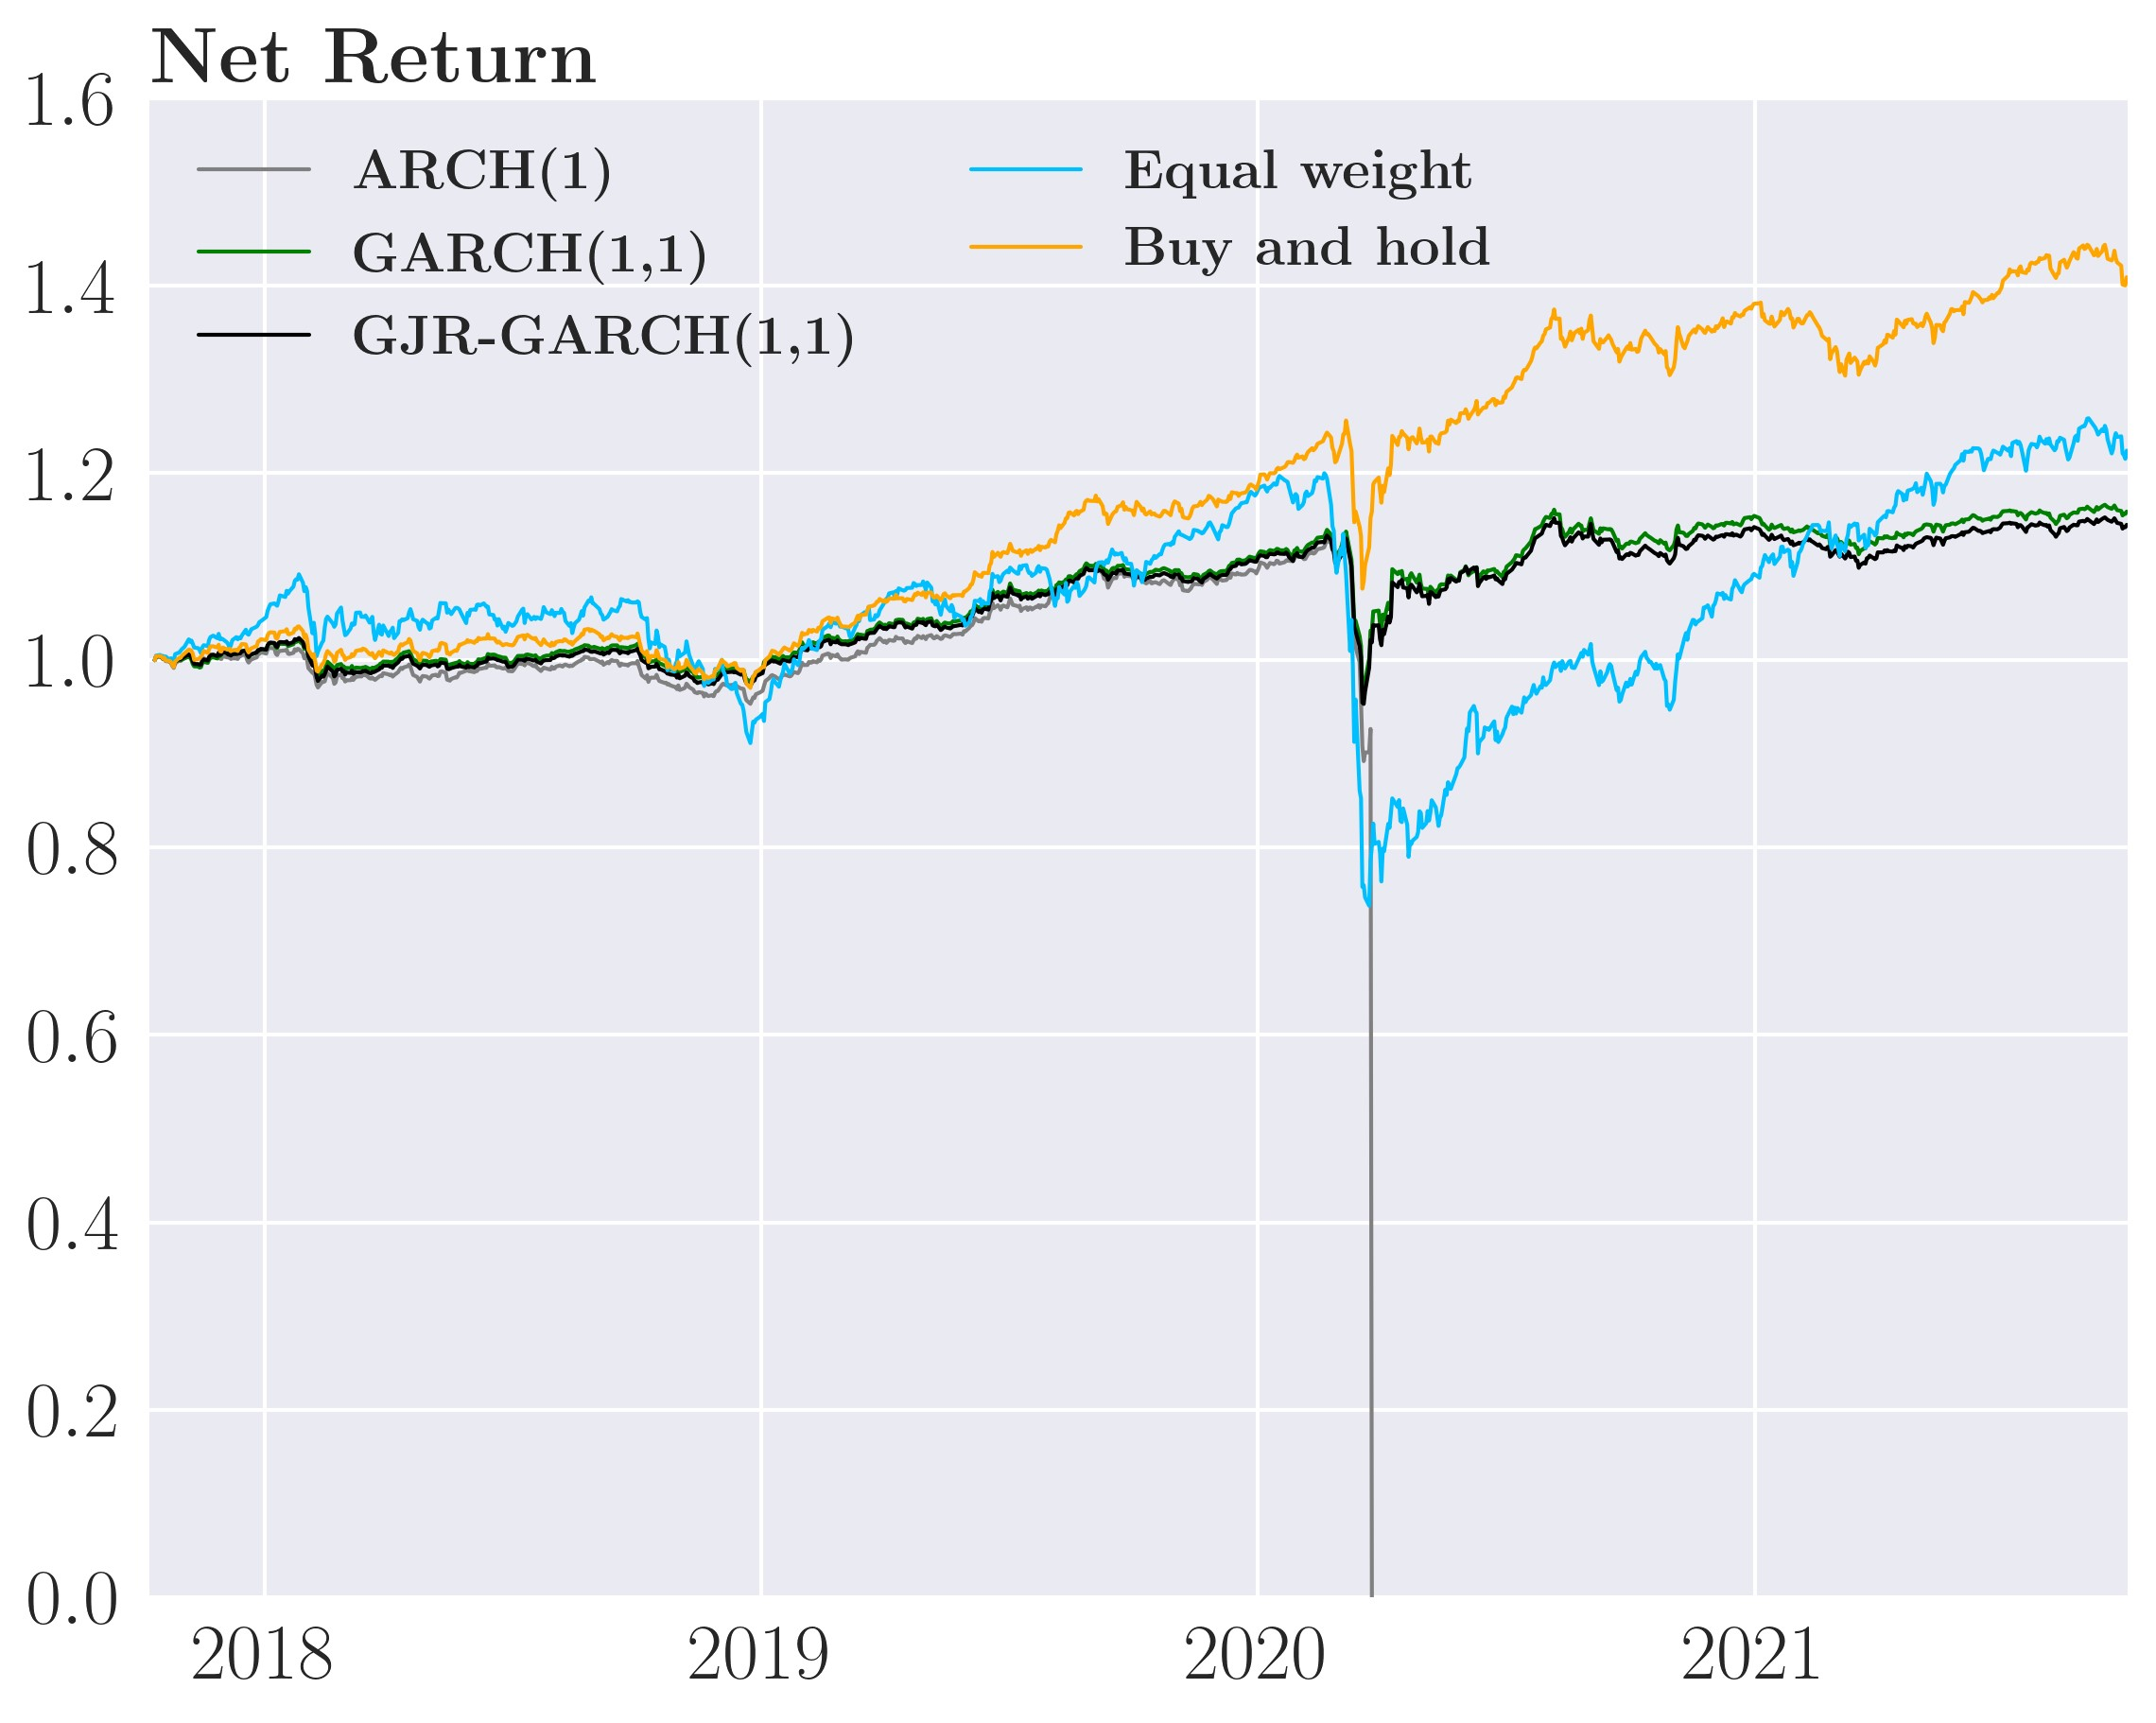 Net Return
1.6
1.4
1.2
1.0
0.8
0.6
0.4
0.2
0.0
ARCH(1)
GARCH(1,1)
GJR-GARCH(1,1)
Equal weight
Buy and hold
2018 2019 2020 2021